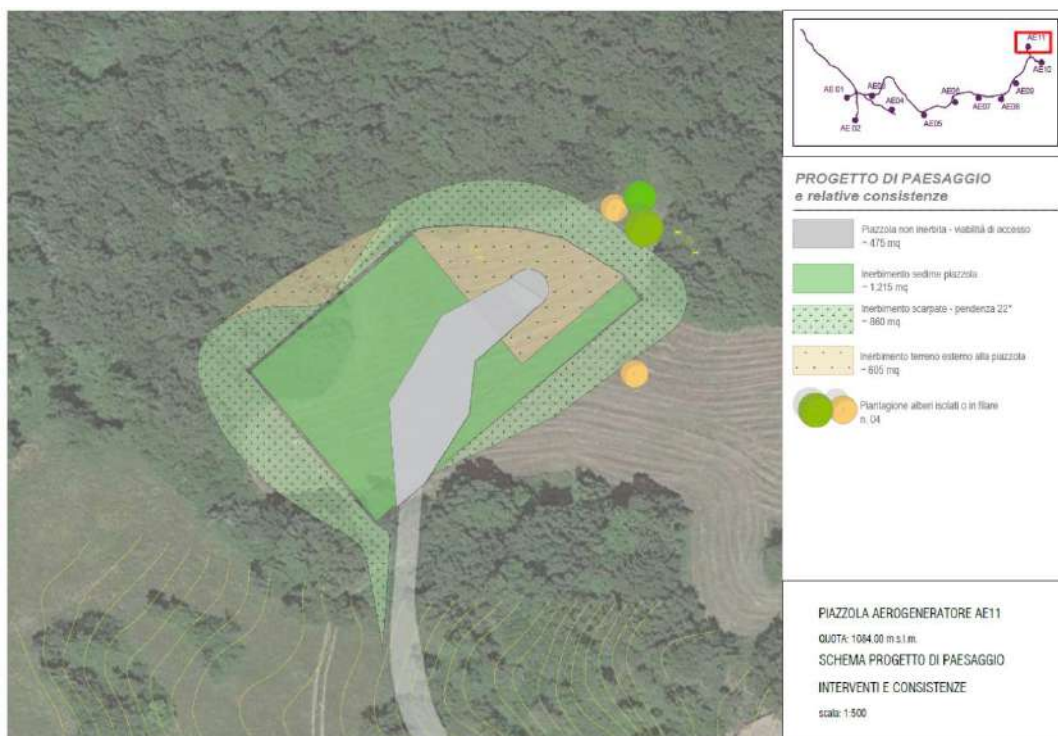 AE11
AE10
AE09
AE 01
AE03
AE04
AE06
AE07
AE08
AE 02
AE05
PROGETTO DI PAESAGGIO
e relative consistenze
Piazzola non inerbita - viabilità di accesso
~ 475 mq
Inerbimento sedime piazzola
~ 1.215 mq
Inerbimento scarpate - pendenza 22°
~ 860 mq
Inerbimento terreno esterno alla piazzola
~ 605 mq
Piantagione alberi isolati o in filare
n. 04
PIAZZOLA AEROGENERATORE AE11
QUOTA: 1084.00 m s.l.m.
SCHEMA PROGETTO DI PAESAGGIO
INTERVENTI E CONSISTENZE
scala: 1:500